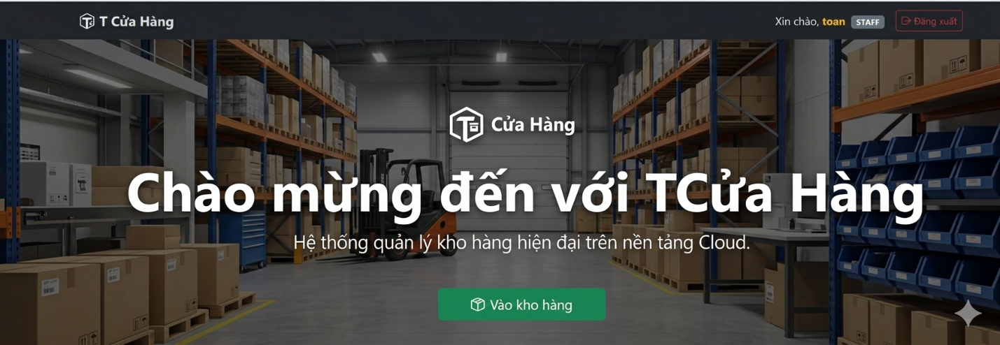 T Cửa Hàng
Xin chào, toan STAFF Đăng xuất
Cửa Hàng
Chào mừng đến với TCửa Hàng
Hệ thống quản lý kho hàng hiện đại trên nền tảng Cloud.
Vào kho hàng